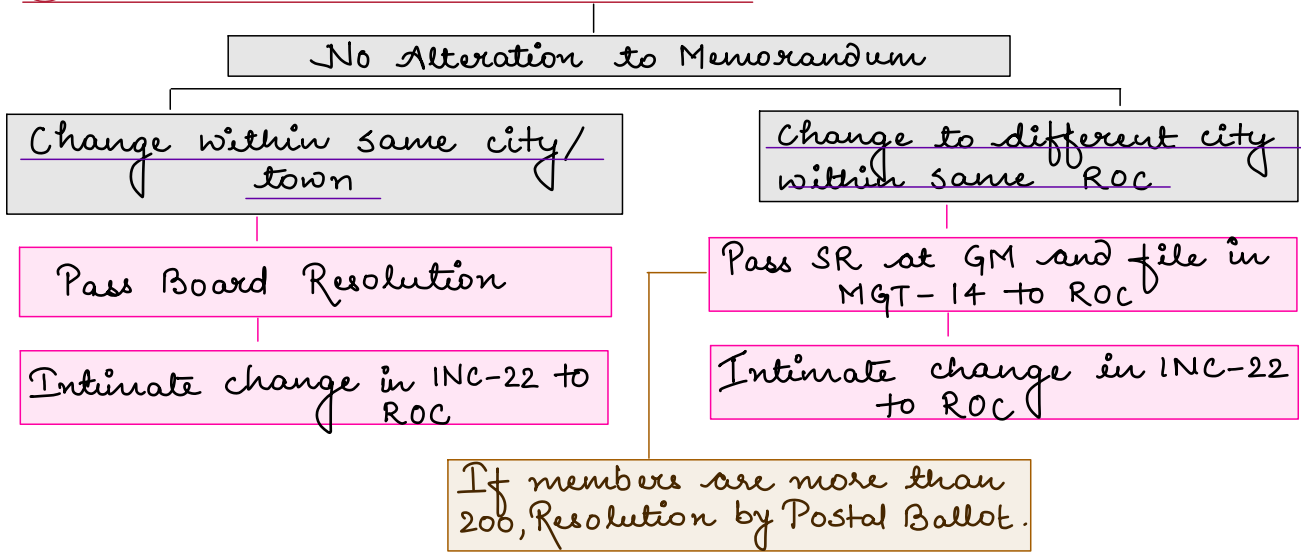 No Alteration to Memorandum
Change within same city/
town
Change to different city
within same ROC
Pass Board Resolution
Pass SR at GM and file in
MGT-14 to ROC
Intimate change in INC-22 to
ROC
Intimate change in INC-22
to ROC
If members are more than
200, Resolution by Postal Ballot.